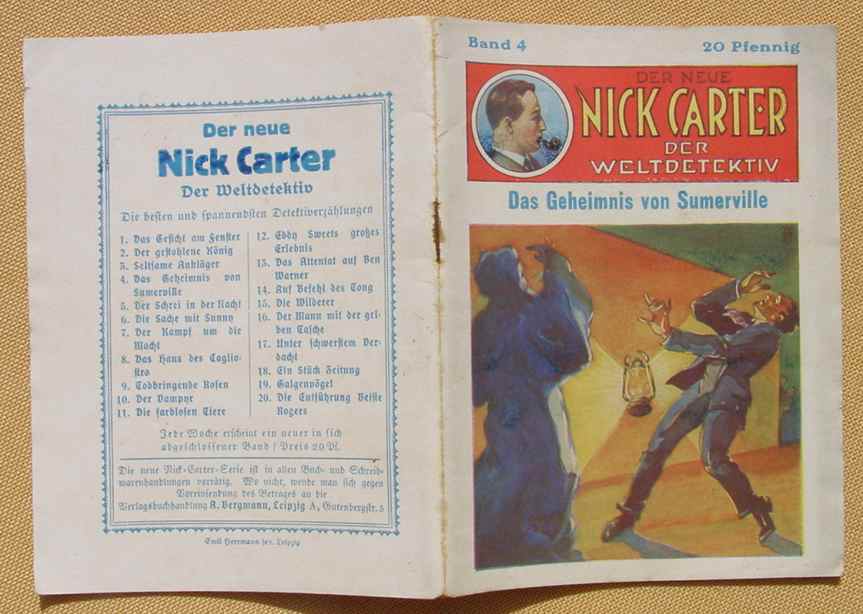 Der neue
Nick Carter
Der Weltdetektiv
Die besten und spannendsten Detektiverzählungen
1. Das Gesicht am Fenster
2. Der gestohlene König
3. Seltsame Ankläger
4. Das Geheimnis von
Sumerville
5. Der Schrei in der Nacht
6. Die Sache mit Sunny
7. Der Kampf um die
Macht
8. Das Haus des Caglio-
stro
9. Todbringende Rosen
10. Der Vampyr
11. Die farblosen Tiere
12. Eddy Sweets großes
Erlebnis
13. Das Attentat auf Ben
Warner
14. Auf Befehl des Tong
15. Die Wilderer
16. Der Mann mit der gel-
ben Tasche
17. Unter schwerstem Ver-
dacht
18. Ein Stück Zeitung
19. Galgenvögel
20. Die Entführung Bessie
Rogers
Jede Woche erscheint ein neuer in sich
abgeschlossener Band / Preis 20 Pf.
Die neue Nick-Carter-Serie ist in allen Buch- und Schreib-
warenhandlungen vorrätig. Wo nicht, wende man sich gegen
Voreinsendung des Betrages an die
Verlagsbuchhandlung A. Bergmann, Leipzig A, Gutenbergstr. 5
Emil Herrmann sen. Leipzig
Band 4
20 Pfennig
DER NEUE
NICK CARTER
DER
WELTDETEKTIV
Das Geheimnis von Sumerville